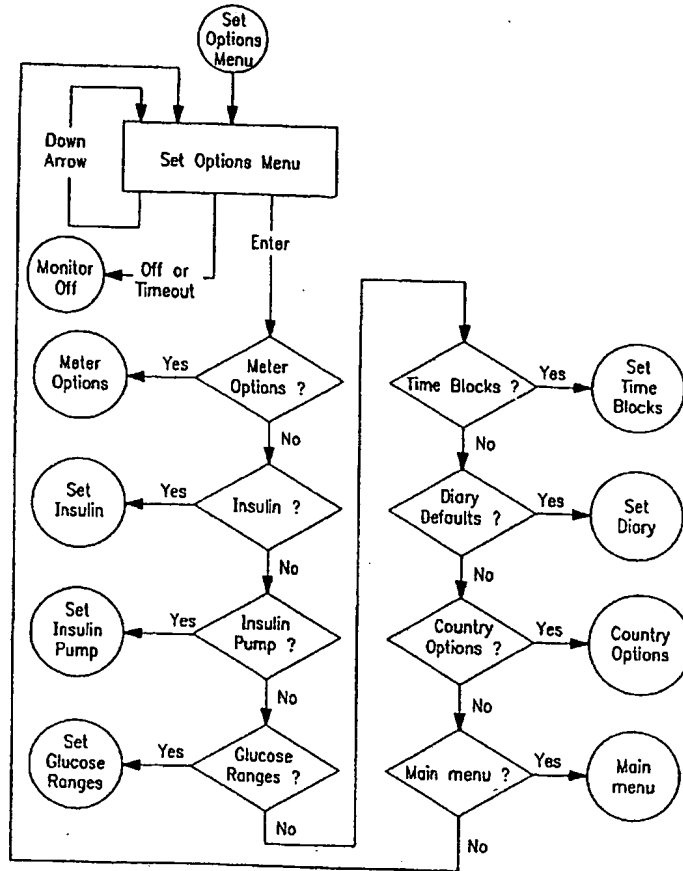 Set
Options
Menu
Down
Arrow
Set Options Menu
Enter
Monitor
Off
Off or
Timeout
Meter
Options
Yes
Meter
Options ?
No
Set
Insulin
Yes
Insulin ?
No
Set
Insulin
Pump
Yes
Insulin
Pump ?
No
Set
Glucose
Ranges
Yes
Glucose
Ranges ?
No
Time Blocks ?
Yes
Set
Time
Blocks
No
Diary
Defaults ?
Yes
Set
Diary
No
Country
Options ?
Yes
Country
Options
No
Main menu ?
Yes
Main
menu
No